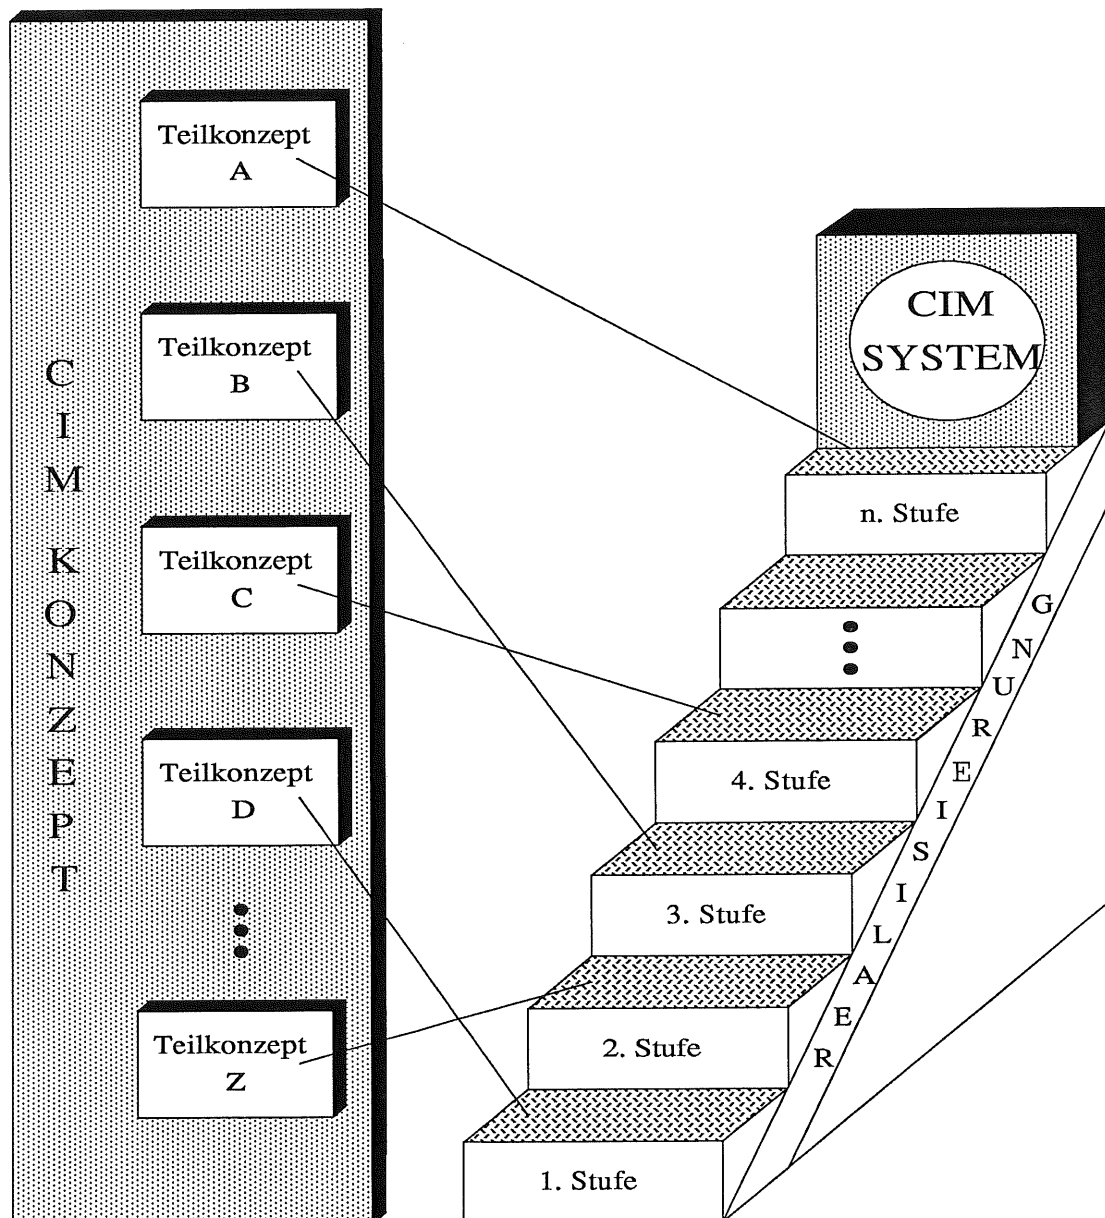 CIM KONZEPT
Teilkonzept
A
Teilkonzept
B
Teilkonzept
C
Teilkonzept
D
Teilkonzept
Z
CIM
SYSTEM
n. Stufe
4. Stufe
3. Stufe
2. Stufe
1. Stufe
REALISIERUNG